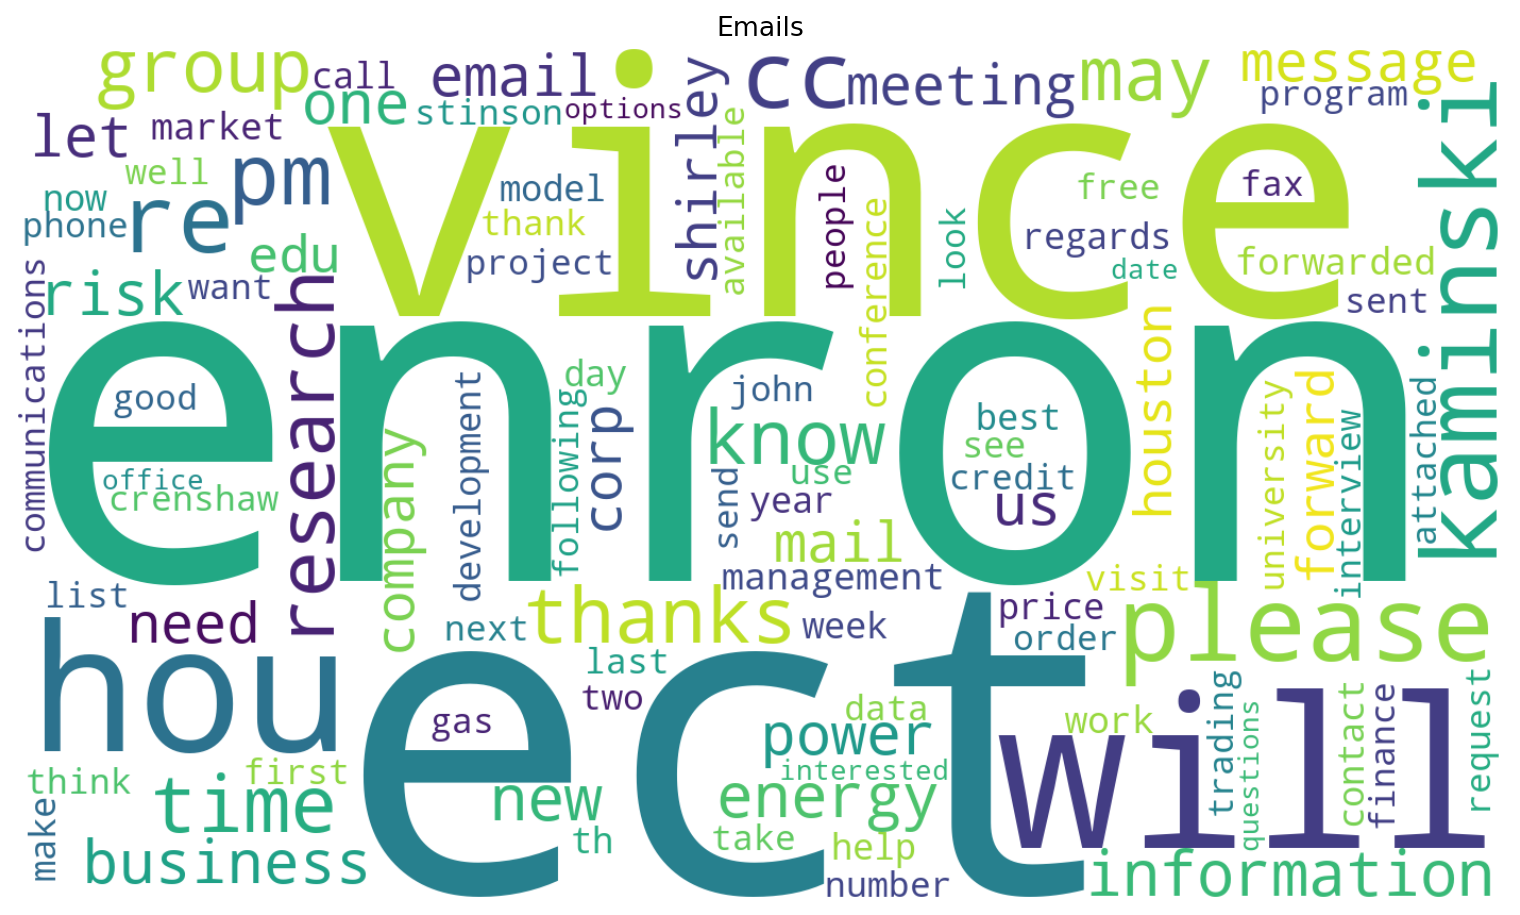 Emails
group
call
email
cc
meeting
may
message
program
let
market
one
stinson
options
shirley
available
vince
kaminski
now
well
pm
model
people
free
fax
phone
re
thank
conference
look
regards
edu
project
date
forwarded
communications
risk
want
sent
research
enron
houston
good
day
john
best
development
following
corp
know
see
university
forward
interview
attached
office
crenshaw
company
send
use
year
credit
us
mail
management
visit
list
need
next
thanks
week
price
order
please
hou
ect
last
two
will
gas
data
work
power
trading
questions
contact
finance
request
think
first
interested
make
time
new
energy
th
take
help
business
number
information